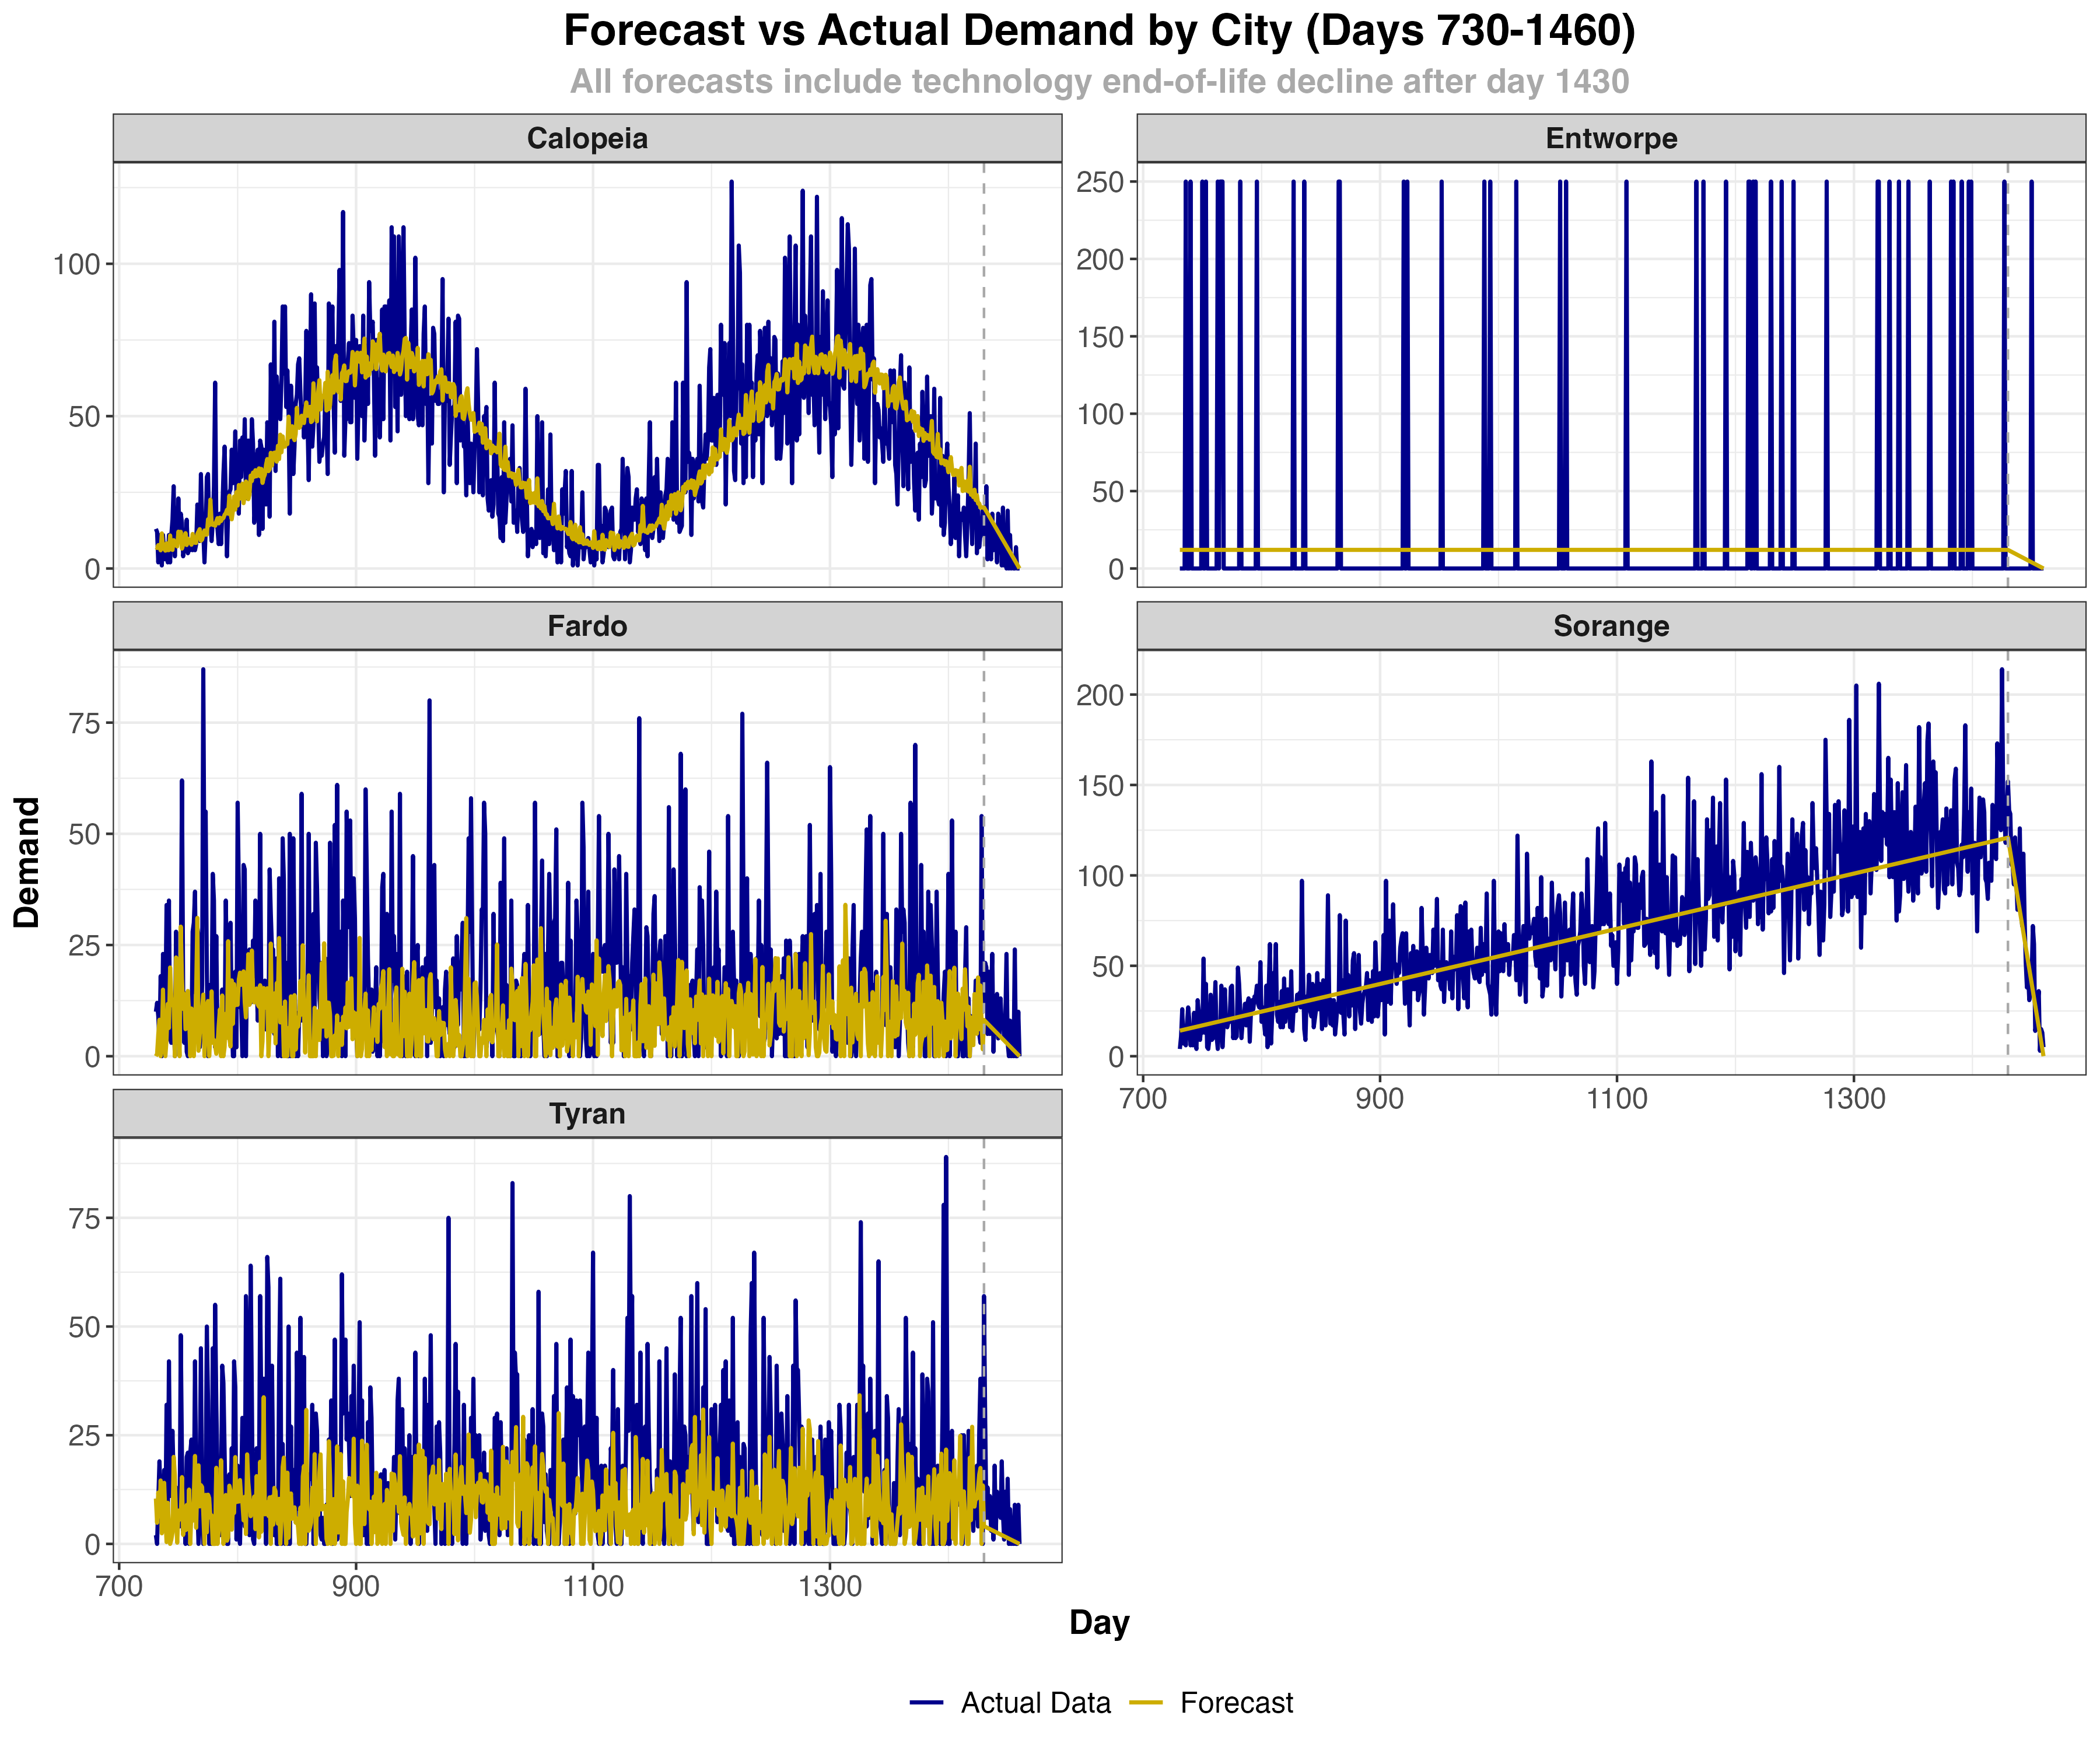 Forecast vs Actual Demand by City (Days 730-1460)
All forecasts include technology end-of-life decline after day 1430
Calopeia
Entworpe
100
50
0
250
200
150
100
50
0
Fardo
Sorange
75
50
25
0
200
150
100
50
0
700 900 1100 1300
Tyran
75
50
25
0
700 900 1100 1300
Demand
Day
Actual Data Forecast